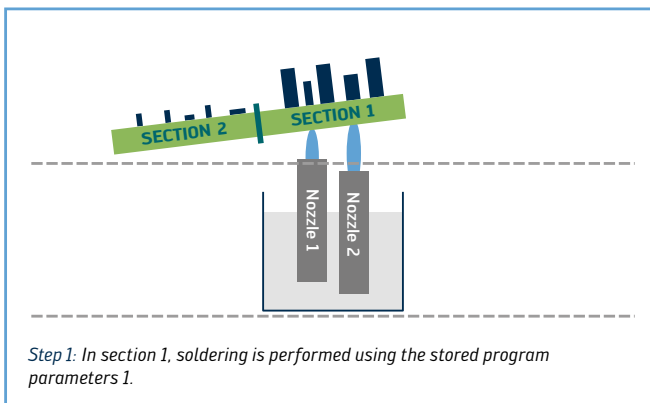 SECTION 2
SECTION 1
Nozzle 1
Nozzle 2
Step 1: In section 1, soldering is performed using the stored program
parameters 1.